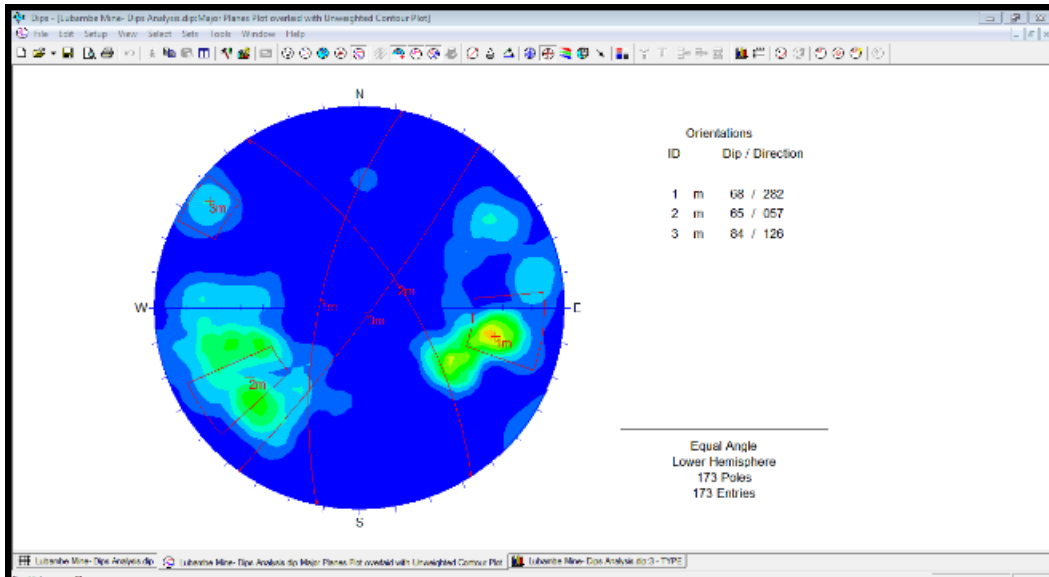 Dips - [Lubambe Mine- Dips Analysis.dip:Major Planes Plot overlaid with Unweighted Contour Plot]
File Edit Setup View Select Sets Tools Window Help
N
Orientations
ID Dip / Direction
1 m 68 / 282
2 m 65 / 057
3 m 84 / 126
3m
2m
W
1m
E
3m
1m
2m
Equal Angle
Lower Hemisphere
173 Poles
173 Entries
S
Lubambe Mine- Dips Analysis.dip
Lubambe Mine- Dips Analysis.dip:Major Planes Plot overlaid with Unweighted Contour Plot
Lubambe Mine- Dips Analysis.dip:3 - TYPE